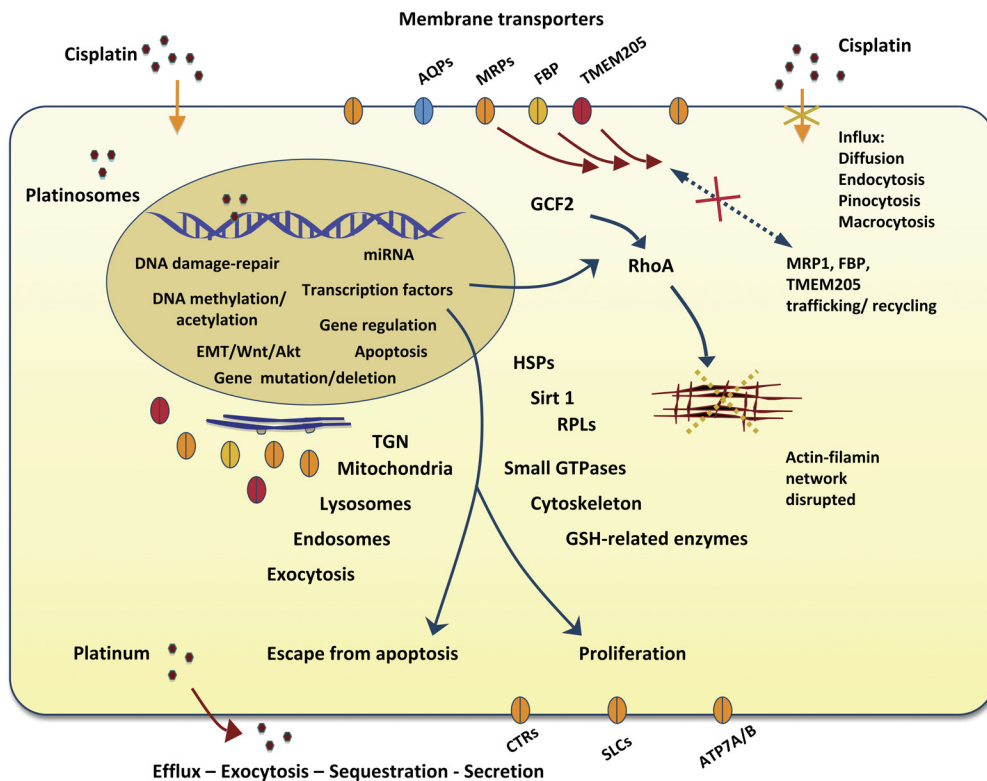 Membrane transporters
Cisplatin
AQPs
MRPs
FBP
TMEM205
Cisplatin
Influx:
Diffusion
Endocytosis
Pinocytosis
Macrocytosis
Platinosomes
GCF2
RhoA
MRP1, FBP,
TMEM205
trafficking/ recycling
DNA damage-repair
miRNA
DNA methylation/
acetylation
Transcription factors
Gene regulation
EMT/Wnt/Akt
Apoptosis
Gene mutation/deletion
HSPs
Sirt 1
RPLs
TGN
Mitochondria
Lysosomes
Endosomes
Exocytosis
Small GTPases
Cytoskeleton
GSH-related enzymes
Actin-filamin
network
disrupted
Platinum
Escape from apoptosis
Proliferation
CTRs
SLCs
ATP7A/B
Efflux – Exocytosis – Sequestration - Secretion